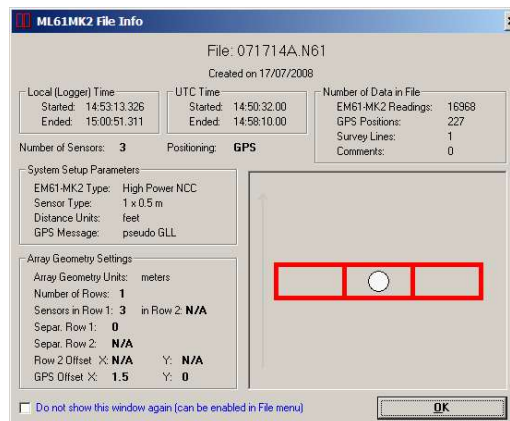 ML61MK2 File Info
File: 071714A.N61
Created on 17/07/2008
Local (Logger) Time
Started: 14:53:13.326
Ended: 15:00:51.311
UTC Time
Started: 14:50:32.00
Ended: 14:58:10.00
Number of Data in File
EM61-MK2 Readings: 16968
GPS Positions: 227
Survey Lines: 1
Comments: 0
Number of Sensors: 3 Positioning: GPS
System Setup Parameters
EM61-MK2 Type: High Power NCC
Sensor Type: 1 x 0.5 m
Distance Units: feet
GPS Message: pseudo GLL
Array Geometry Settings
Array Geometry Units: meters
Number of Rows: 1
Sensors in Row 1: 3 in Row 2: N/A
Separ. Row 1: 0
Separ. Row 2: N/A
Row 2 Offset X: N/A Y: N/A
GPS Offset X: 1.5 Y: 0
Do not show this window again (can be enabled in File menu)
OK